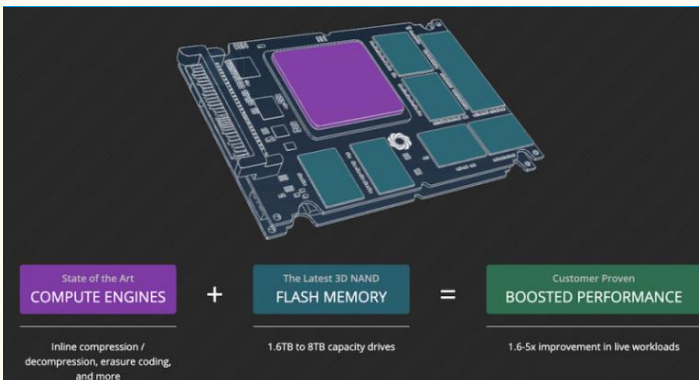 State of the Art
COMPUTE ENGINES
+
The Latest 3D NAND
FLASH MEMORY
=
Customer Proven
BOOSTED PERFORMANCE
Inline compression /
decompression, erasure coding,
and more
1.6TB to 8TB capacity drives
1.6-5x improvement in live workloads